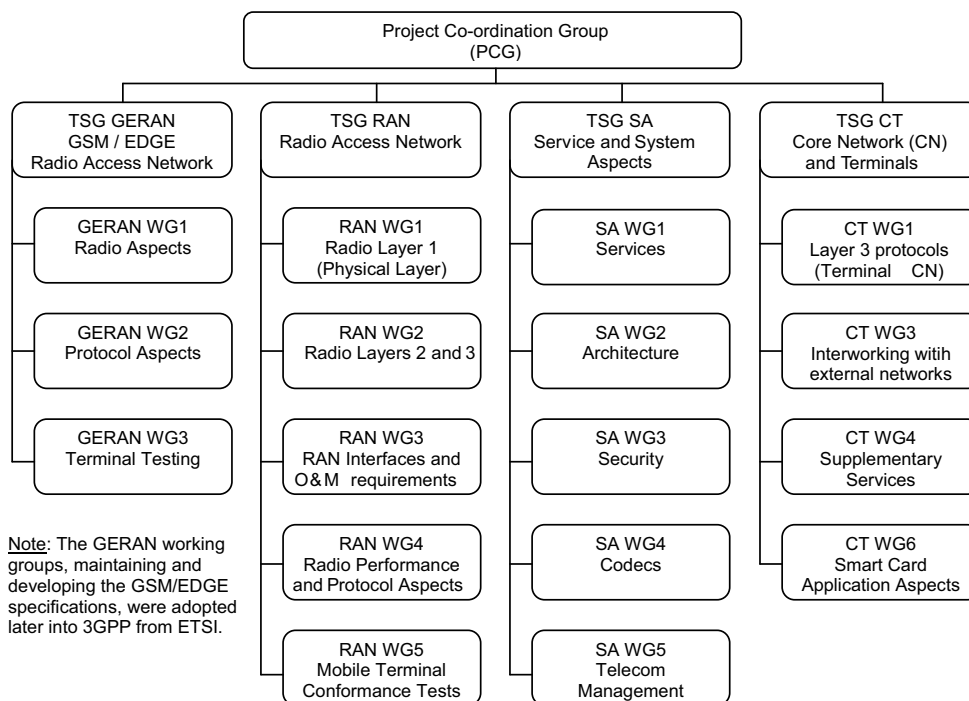 Project Co-ordination Group
(PCG)
TSG GERAN
GSM / EDGE
Radio Access Network
TSG RAN
Radio Access Network
TSG SA
Service and System
Aspects
TSG CT
Core Network (CN)
and Terminals
GERAN WG1
Radio Aspects
GERAN WG2
Protocol Aspects
GERAN WG3
Terminal Testing
Note: The GERAN working
groups, maintaining and
developing the GSM/EDGE
specifications, were adopted
later into 3GPP from ETSI.
RAN WG1
Radio Layer 1
(Physical Layer)
RAN WG2
Radio Layers 2 and 3
RAN WG3
RAN Interfaces and
O&M requirements
RAN WG4
Radio Performance
and Protocol Aspects
RAN WG5
Mobile Terminal
Conformance Tests
SA WG1
Services
SA WG2
Architecture
SA WG3
Security
SA WG4
Codecs
SA WG5
Telecom
Management
CT WG1
Layer 3 protocols
(Terminal CN)
CT WG3
Interworking witih
external networks
CT WG4
Supplementary
Services
CT WG6
Smart Card
Application Aspects